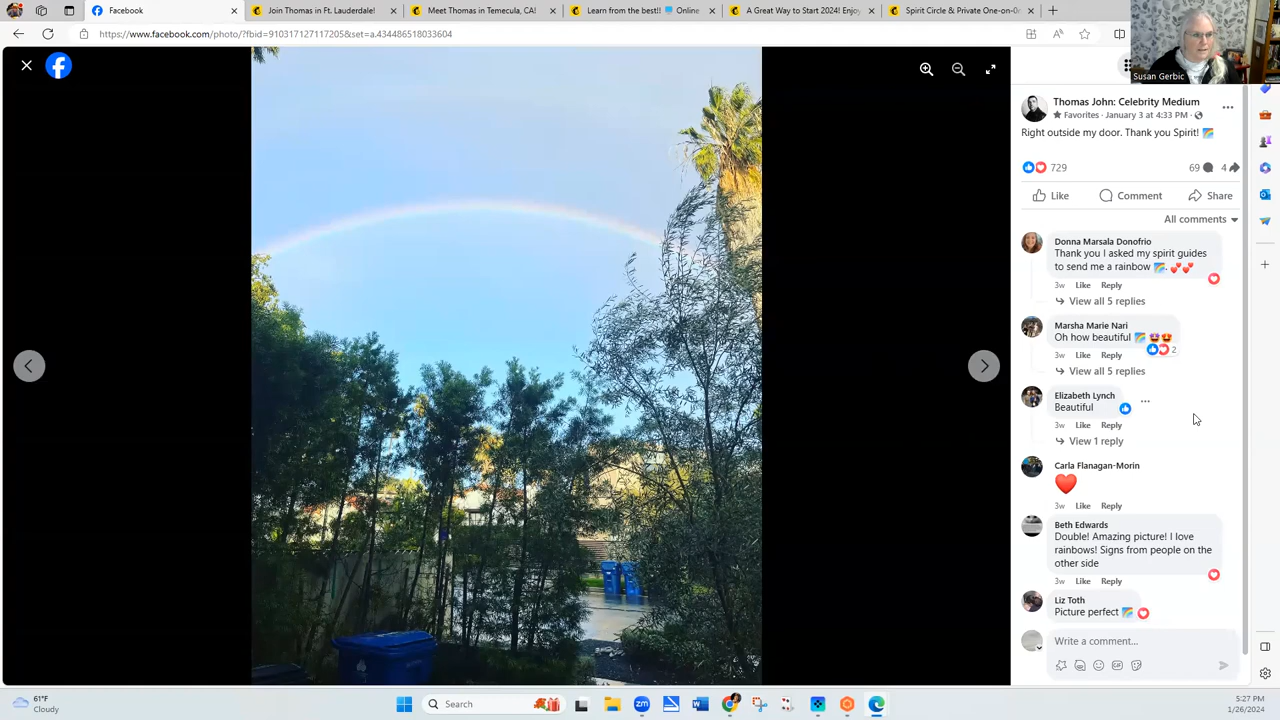 Facebook
Join Thomas in Ft. Lauderdale!
Meet Thomas in Temecula, CA!
Learn from the best!! Online
A Great Way to Start 2024! Enjoy
Spirit Circle & Private One-on-O
https://www.facebook.com/photo/?fbid=910317127117205&set=a.434486518033604
Susan Gerbic
Thomas John: Celebrity Medium
Favorites · January 3 at 4:33 PM ·
Right outside my door. Thank you Spirit!
729
69
4
Like
Comment
Share
All comments
Donna Marsala Donofrio
Thank you I asked my spirit guides
to send me a rainbow .
3w Like Reply
View all 5 replies
Marsha Marie Nari
Oh how beautiful
2
3w Like Reply
View all 5 replies
Elizabeth Lynch
Beautiful
3w Like Reply
View 1 reply
Carla Flanagan-Morin
3w Like Reply
Beth Edwards
Double! Amazing picture! I love
rainbows! Signs from people on the
other side
3w Like Reply
Liz Toth
Picture perfect
Write a comment...
GIF
61°F
Cloudy
Search
zm
5:27 PM
1/26/2024